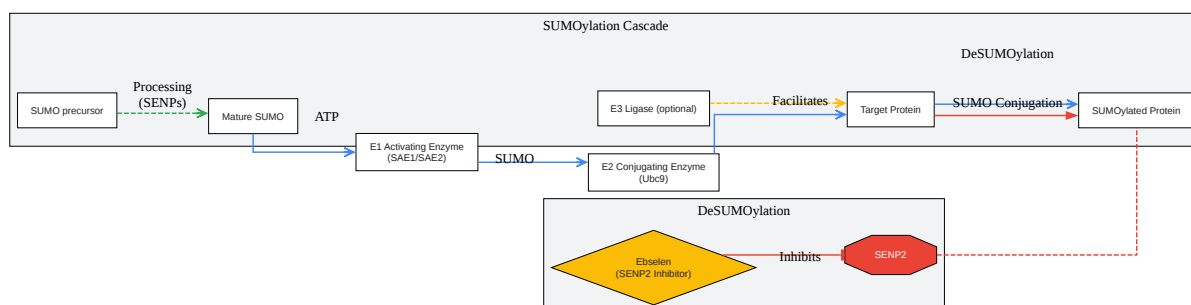 SUMOylation Cascade
DeSUMOylation
Processing
(SENPs)
SUMO precursor
Mature SUMO
ATP
E3 Ligase (optional)
Facilitates
Target Protein
SUMO Conjugation
SUMOylated Protein
E1 Activating Enzyme
(SAE1/SAE2)
SUMO
E2 Conjugating Enzyme
(Ubc9)
DeSUMOylation
Ebselen
(SENP2 Inhibitor)
Inhibits
SENP2